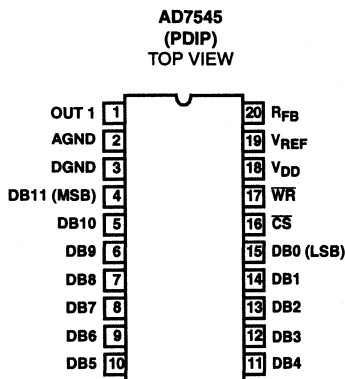 AD7545
(PDIP)
TOP VIEW
OUT 1 1 20 RFB
AGND 2 19 VREF
DGND 3 18 VDD
DB11 (MSB) 4 17 WR
DB10 5 16 CS
DB9 6 15 DB0 (LSB)
DB8 7 14 DB1
DB7 8 13 DB2
DB6 9 12 DB3
DB5 10 11 DB4